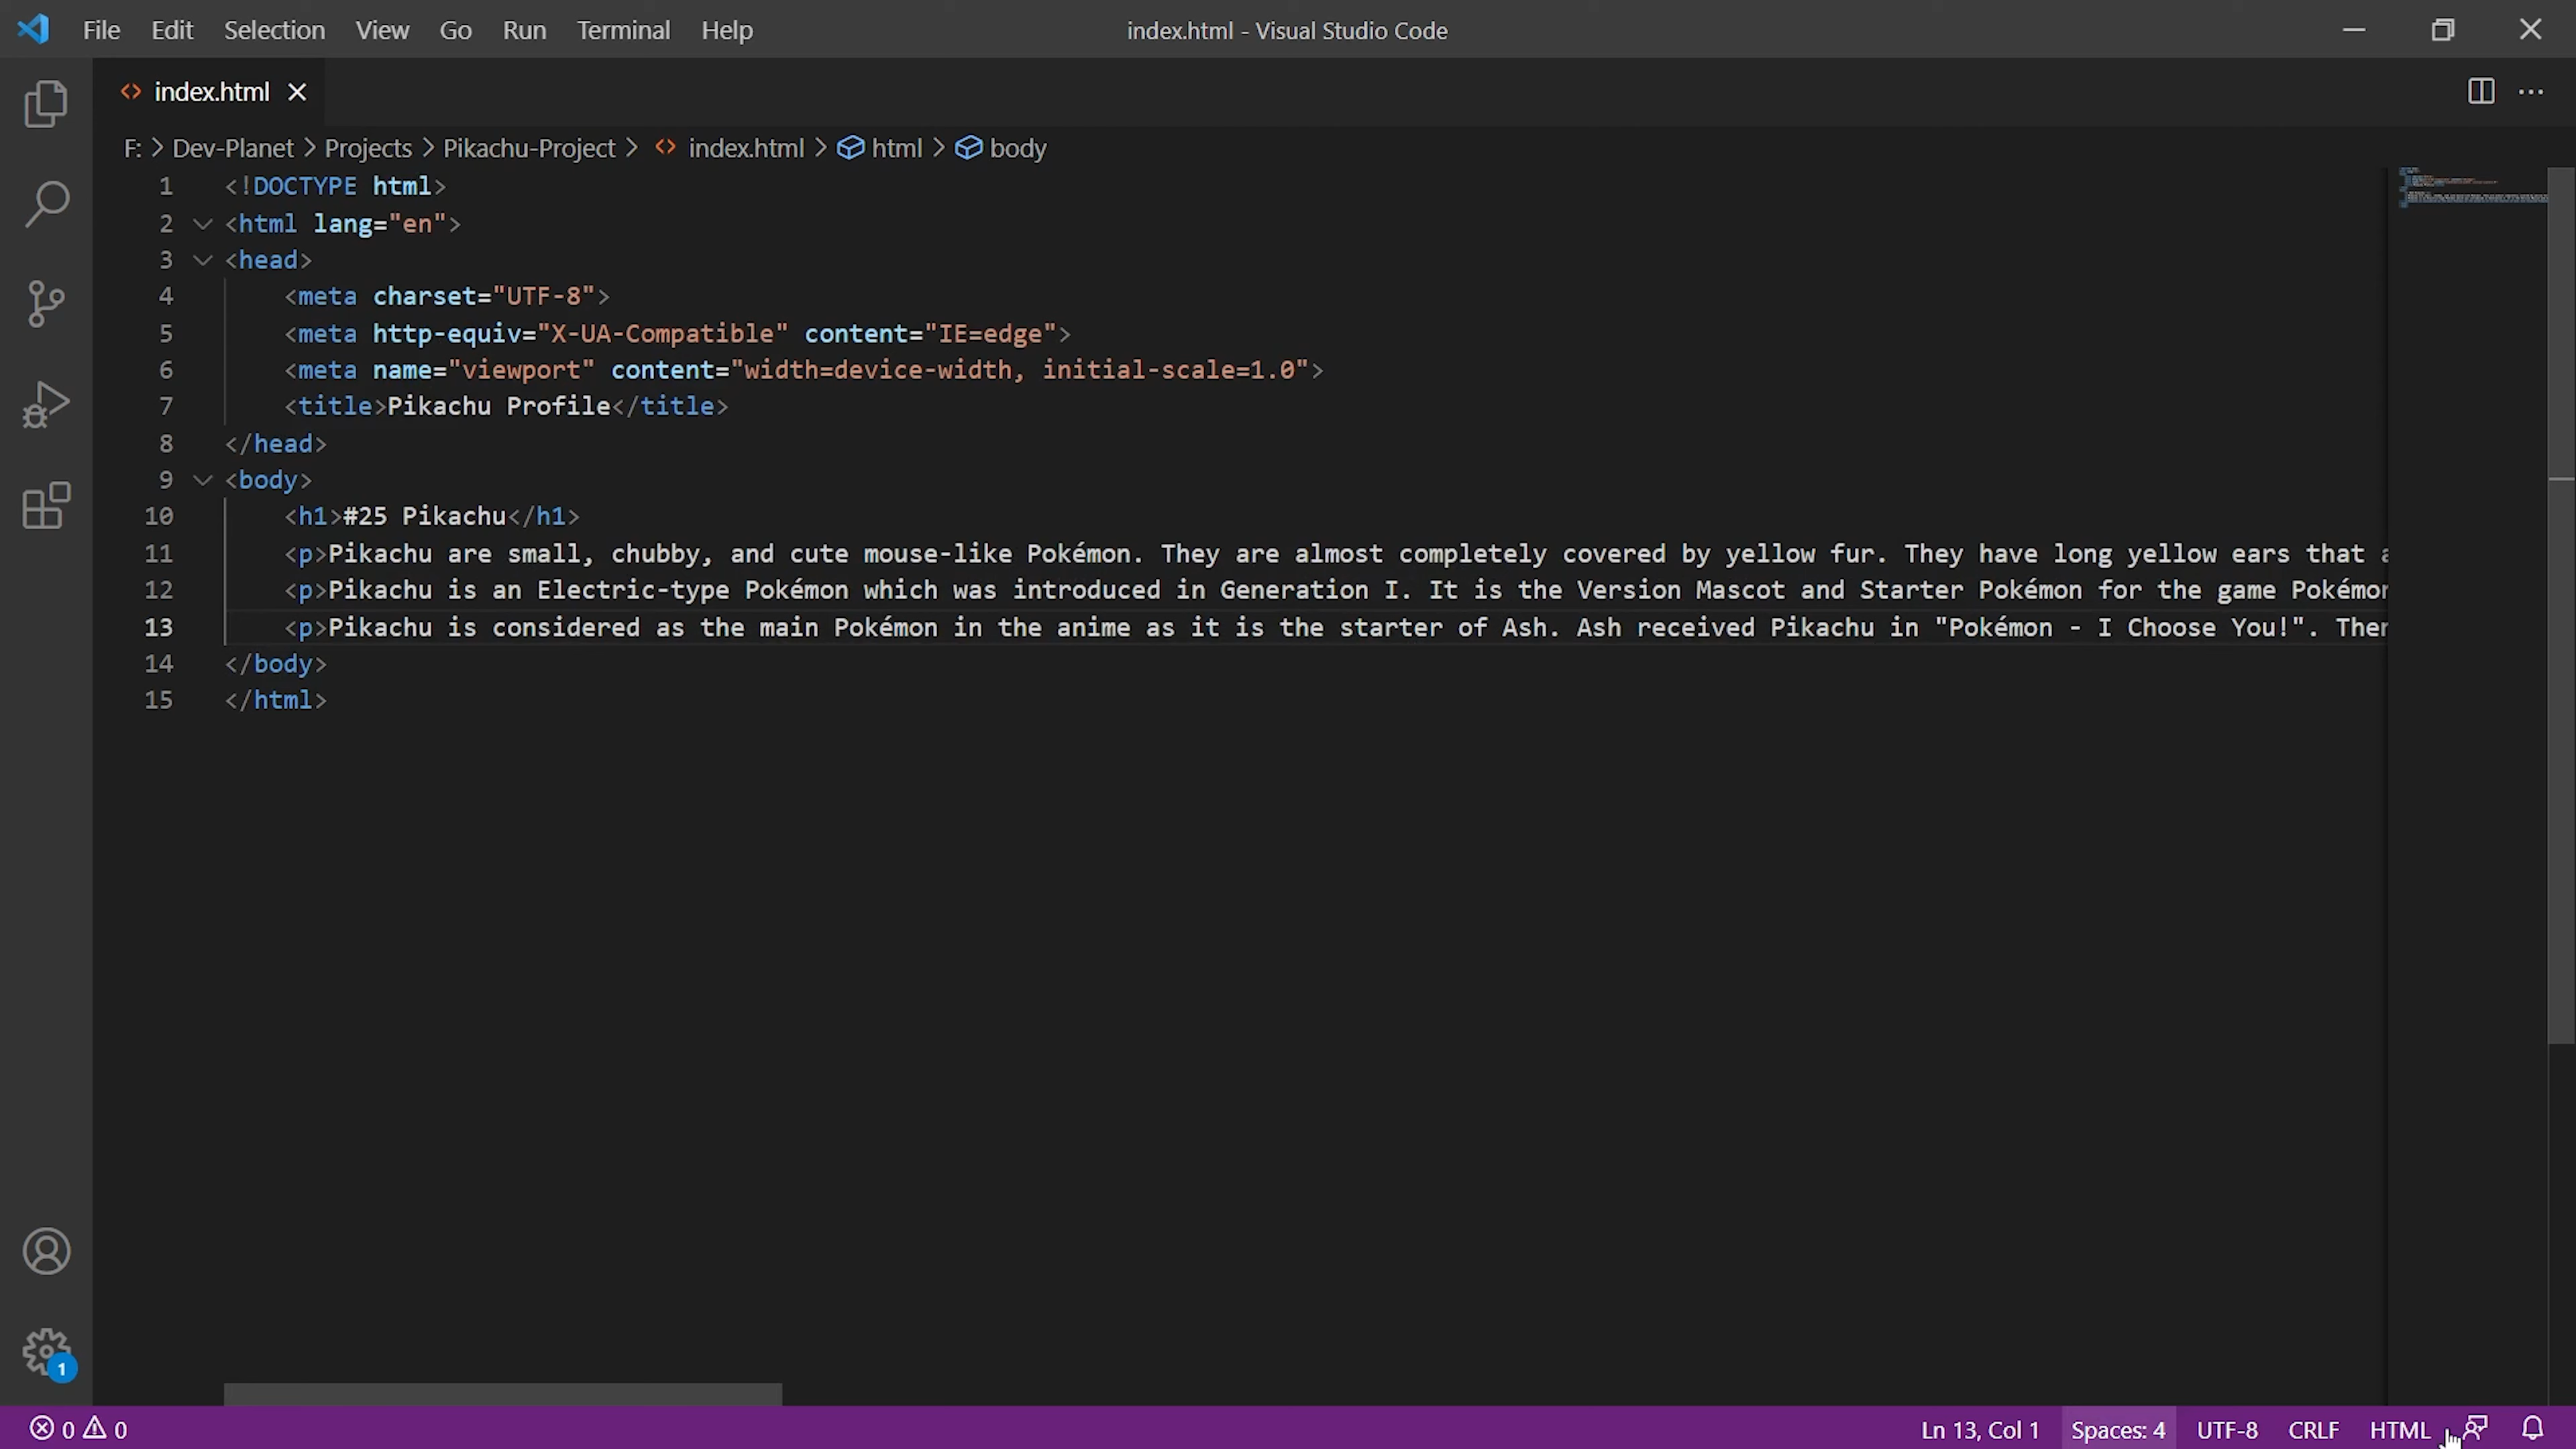 File Edit Selection View Go Run Terminal Help index.html - Visual Studio Code
index.html
F: > Dev-Planet > Projects > Pikachu-Project > index.html > html > body
1 <!DOCTYPE html>
2 <html lang="en">
3 <head>
4 <meta charset="UTF-8">
5 <meta http-equiv="X-UA-Compatible" content="IE=edge">
6 <meta name="viewport" content="width=device-width, initial-scale=1.0">
7 <title>Pikachu Profile</title>
8 </head>
9 <body>
10 <h1>#25 Pikachu</h1>
11 <p>Pikachu are small, chubby, and cute mouse-like Pokémon. They are almost completely covered by yellow fur. They have long yellow ears that
12 <p>Pikachu is an Electric-type Pokémon which was introduced in Generation I. It is the Version Mascot and Starter Pokémon for the game Pokémon
13 <p>Pikachu is considered as the main Pokémon in the anime as it is the starter of Ash. Ash received Pikachu in "Pokémon - I Choose You!".
14 </body>
15 </html>
1
0 0 Ln 13, Col 1 Spaces: 4 UTF-8 CRLF HTML